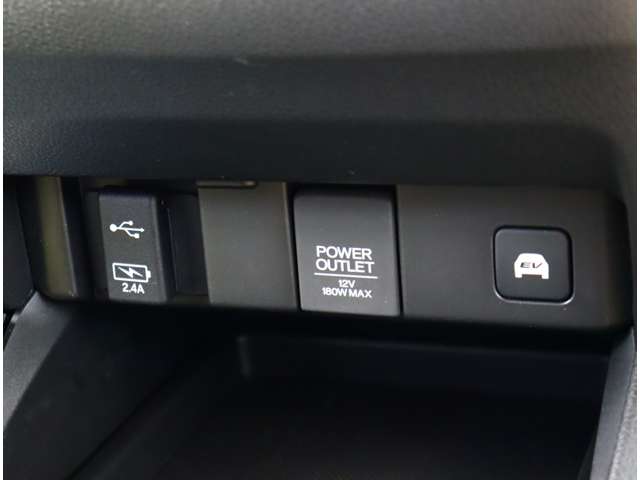 2.4A
POWER
OUTLET
12V
180W MAX
EV